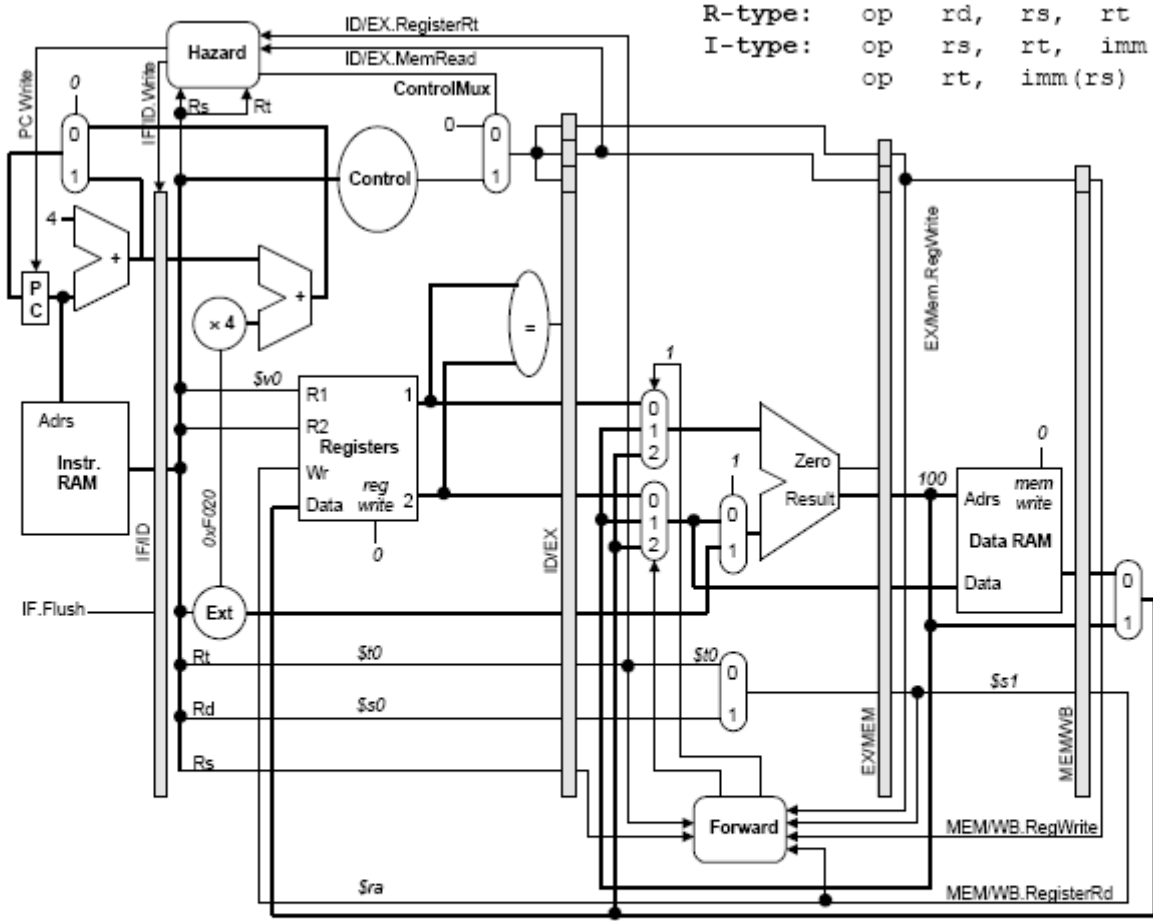 R-type: op rd, rs, rt
I-type: op rs, rt, imm
op rt, imm(rs)
ID/EX.RegisterRt
Hazard
ID/EX.MemRead
ControlMux
PC Write
IF/ID.Write
Rs
Rt
0
0
1
0
0
1
Control
4
+
P
C
× 4
+
=
EX/Mem.RegWrite
1
$v0
R1
1
R2
Registers
Wr
Data
reg
write
2
0
Adrs
Instr.
RAM
0xF020
IF/ID
ID/EX
0
1
2
0
1
2
1
0
1
Zero
Result
100
0
Adrs
mem
write
Data RAM
Data
0
1
IF.Flush
Ext
Rt
$t0
$t0
0
1
$s1
Rd
$s0
Rs
EX/MEM
MEM/WB
Forward
MEM/WB.RegWrite
$ra
MEM/WB.RegisterRd